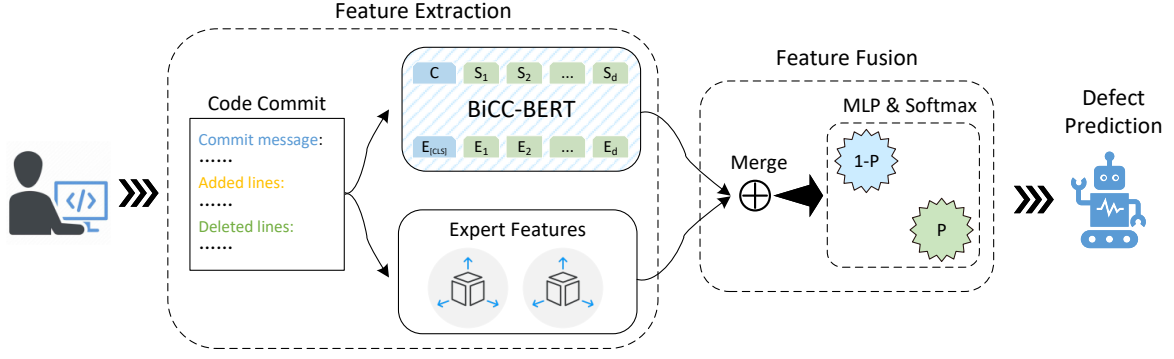 Feature Extraction
Code Commit
Commit message:
......
Added lines:
......
Deleted lines:
......
C S1 S2 ... Sd
BiCC-BERT
E[CLS] E1 E2 ... Ed
Expert Features
Feature Fusion
Merge
MLP & Softmax
1-P
P
Defect
Prediction